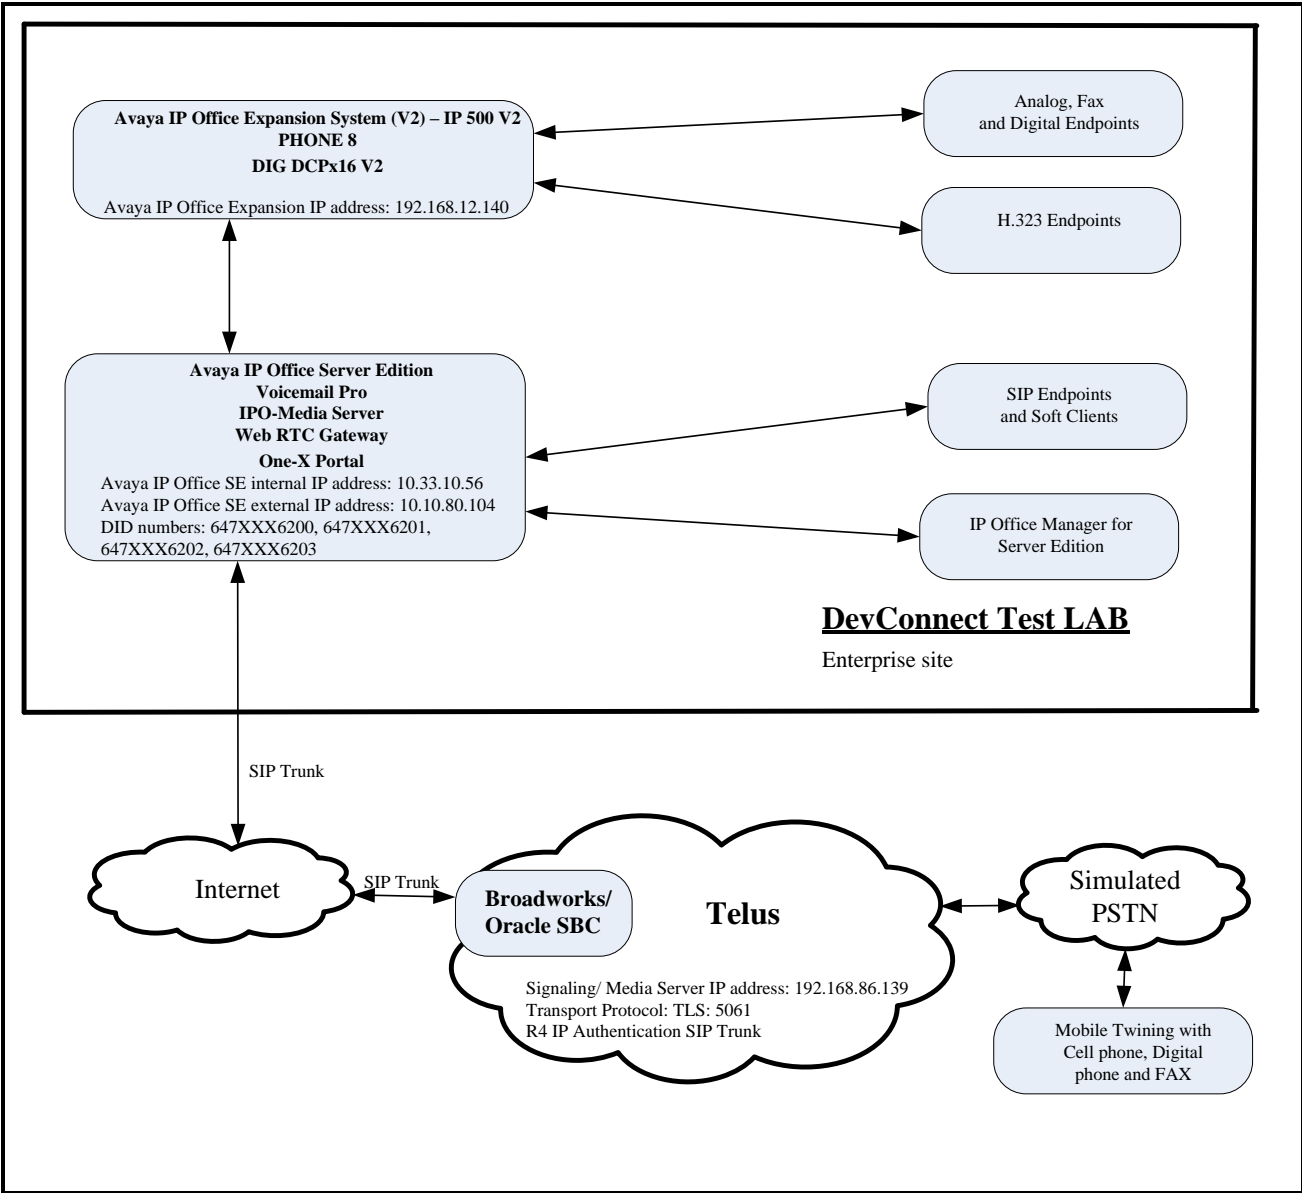 Avaya IP Office Expansion System (V2) – IP 500 V2
PHONE 8
DIG DCPx16 V2
Avaya IP Office Expansion IP address: 192.168.12.140
Analog, Fax
and Digital Endpoints
H.323 Endpoints
Avaya IP Office Server Edition
Voicemail Pro
IPO-Media Server
Web RTC Gateway
One-X Portal
Avaya IP Office SE internal IP address: 10.33.10.56
Avaya IP Office SE external IP address: 10.10.80.104
DID numbers: 647XXX6200, 647XXX6201,
647XXX6202, 647XXX6203
SIP Endpoints
and Soft Clients
IP Office Manager for
Server Edition
DevConnect Test LAB
Enterprise site
SIP Trunk
Internet
SIP Trunk
Broadworks/
Oracle SBC
Telus
Signaling/ Media Server IP address: 192.168.86.139
Transport Protocol: TLS: 5061
R4 IP Authentication SIP Trunk
Simulated
PSTN
Mobile Twining with
Cell phone, Digital
phone and FAX